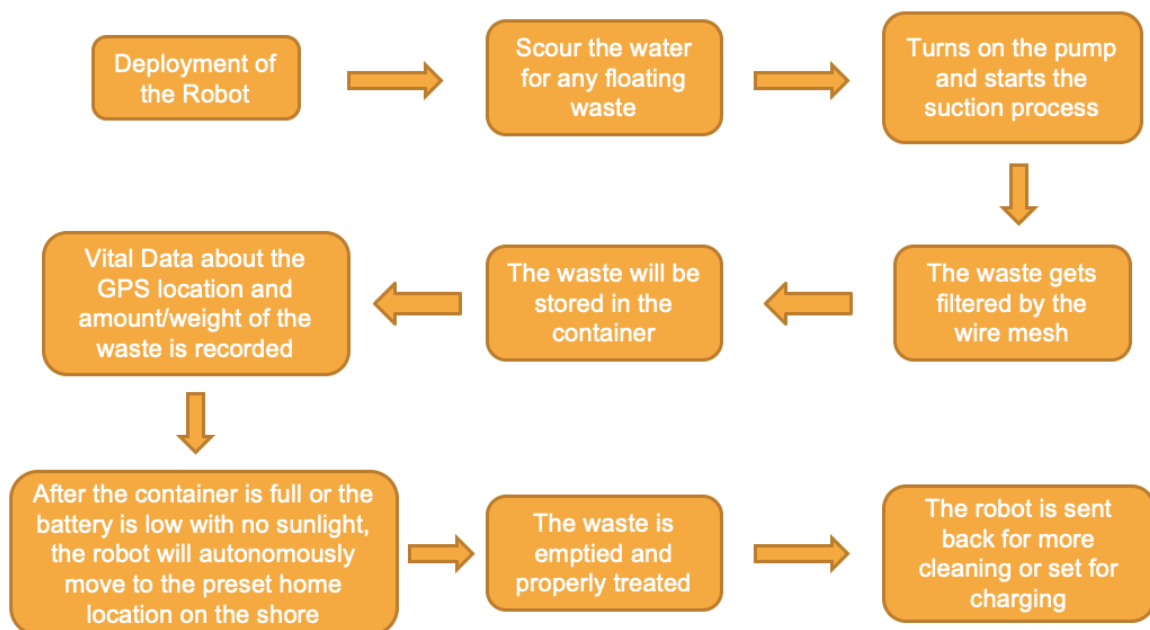 Deployment of
the Robot
Scour the water
for any floating
waste
Turns on the pump
and starts the
suction process
The waste gets
filtered by the
wire mesh
The waste will be
stored in the
container
Vital Data about the
GPS location and
amount/weight of the
waste is recorded
After the container is full or the
battery is low with no sunlight,
the robot will autonomously
move to the preset home
location on the shore
The waste is
emptied and
properly treated
The robot is sent
back for more
cleaning or set for
charging